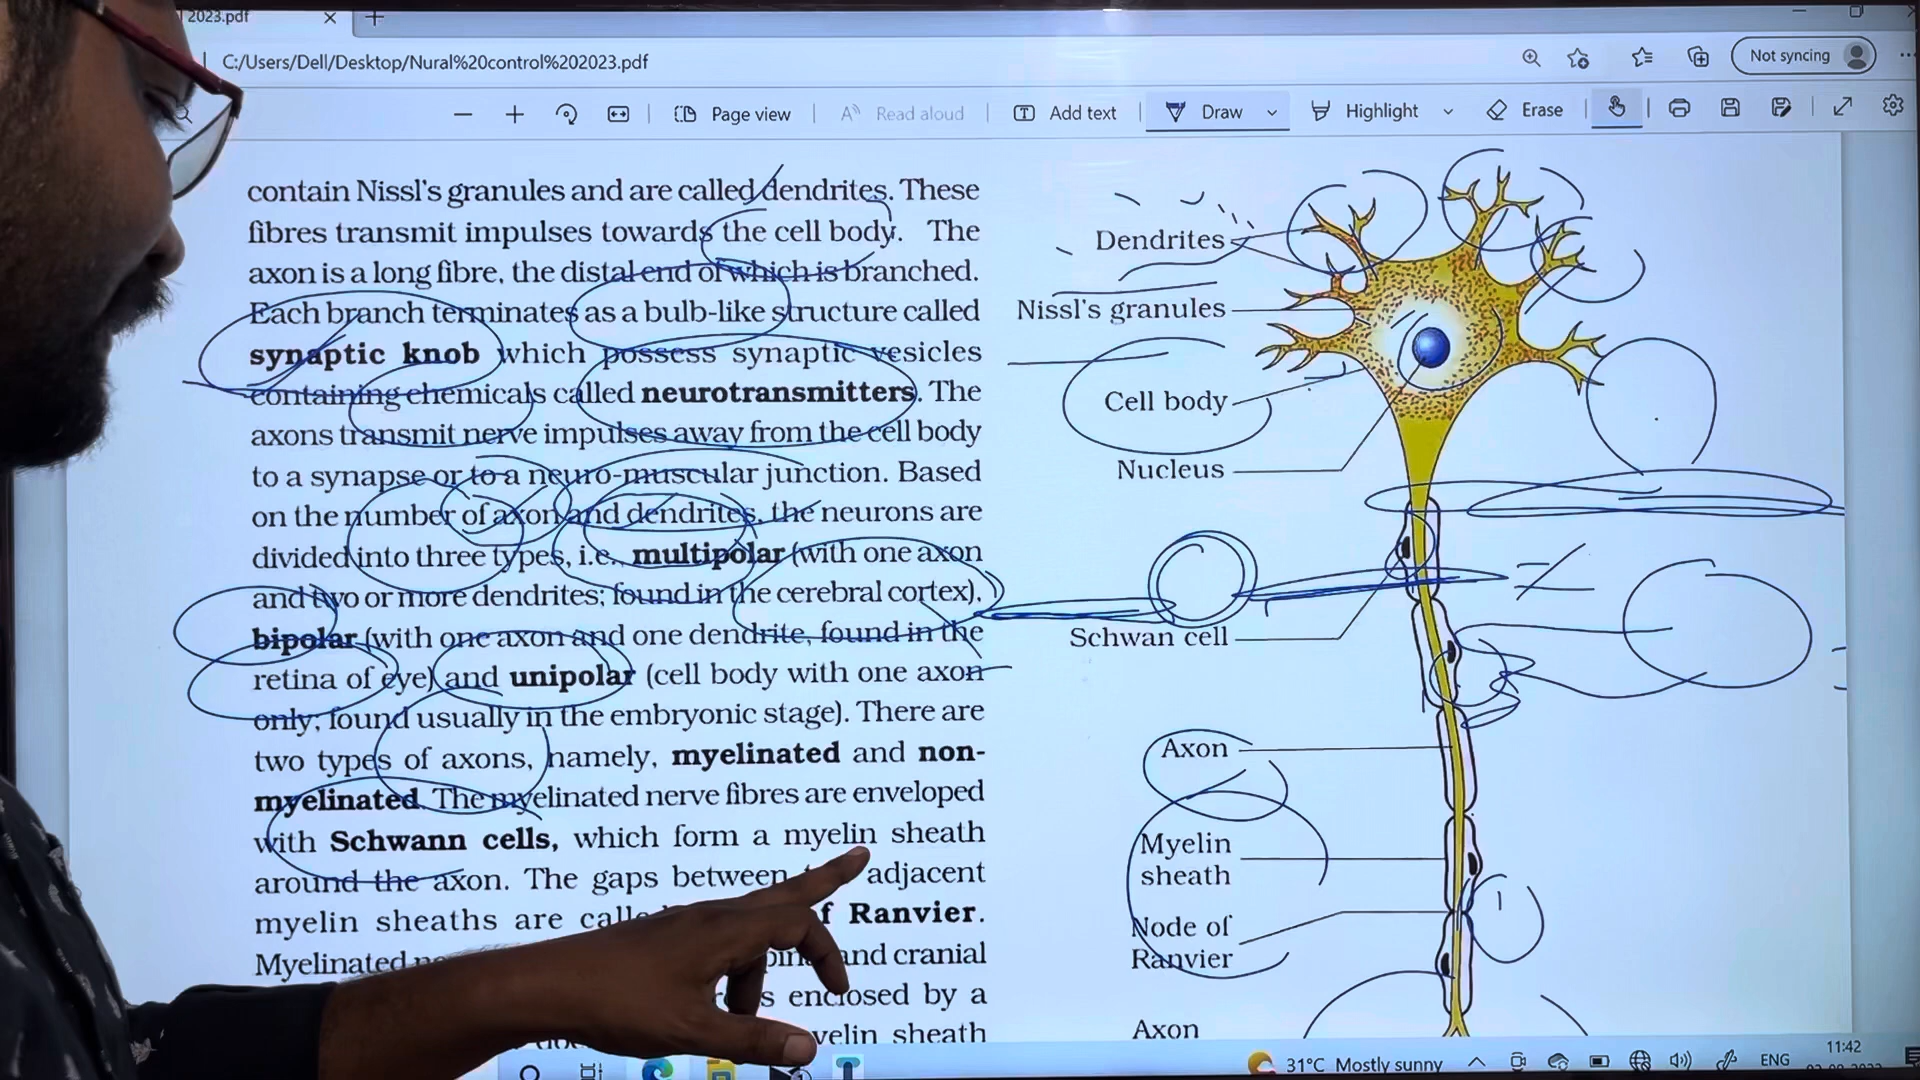 2023.pdf
C:/Users/Dell/Desktop/Nural%20control%202023.pdf
Not syncing
Page view
Read aloud
Add text
Draw
Highlight
Erase
contain Nissl's granules and are called dendrites. These
fibres transmit impulses towards the cell body. The
axon is a long fibre, the distal end of which is branched.
Each branch terminates as a bulb-like structure called
synaptic knob which possess synaptic vesicles
containing chemicals called neurotransmitters. The
axons transmit nerve impulses away from the cell body
to a synapse or to a neuro-muscular junction. Based
on the number of axon and dendrites, the neurons are
divided into three types, i.e., multipolar (with one axon
and two or more dendrites; found in the cerebral cortex),
bipolar (with one axon and one dendrite, found in the
retina of eye) and unipolar (cell body with one axon
only; found usually in the embryonic stage). There are
two types of axons, namely, myelinated and non-
myelinated. The myelinated nerve fibres are enveloped
with Schwann cells, which form a myelin sheath
around the axon. The gaps between adjacent
myelin sheaths are of Ranvier.
Myelinated and cranial
enclosed by a
sheath
Dendrites
Nissl's granules
Cell body
Nucleus
Schwan cell
Axon
Myelin
sheath
Node of
Ranvier
Axon
31°C Mostly sunny
ENG
11:42